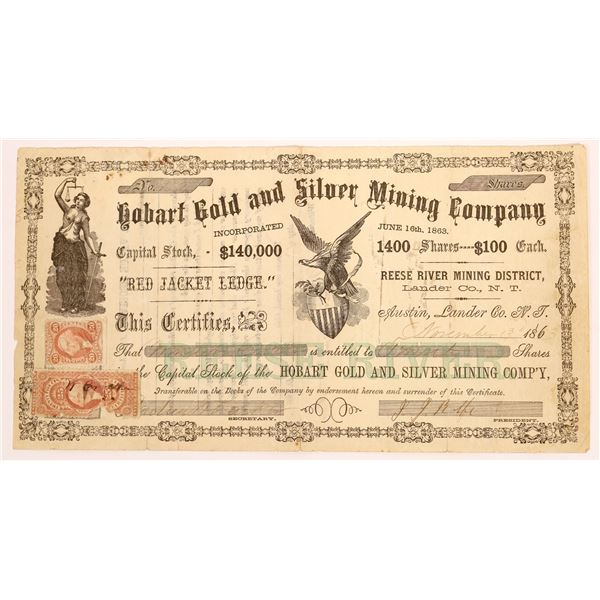 No.
Shares.
Hobart Gold and Silver Mining Company
INCORPORATED JUNE 16th, 1863.
Capital Stock, - $140,000 1400 Shares----$100 Each.
"RED JACKET LEDGE." REESE RIVER MINING DISTRICT,
Lander Co., N. T.
This Certifies, Austin, Lander Co. N. T.
November 186
That is entitled to Shares
the Capital Stock of the HOBART GOLD AND SILVER MINING COMP'Y,
Transferable on the Books of the Company by endorsement hereon and surrender of this Certificate.
SECRETARY. PRESIDENT.